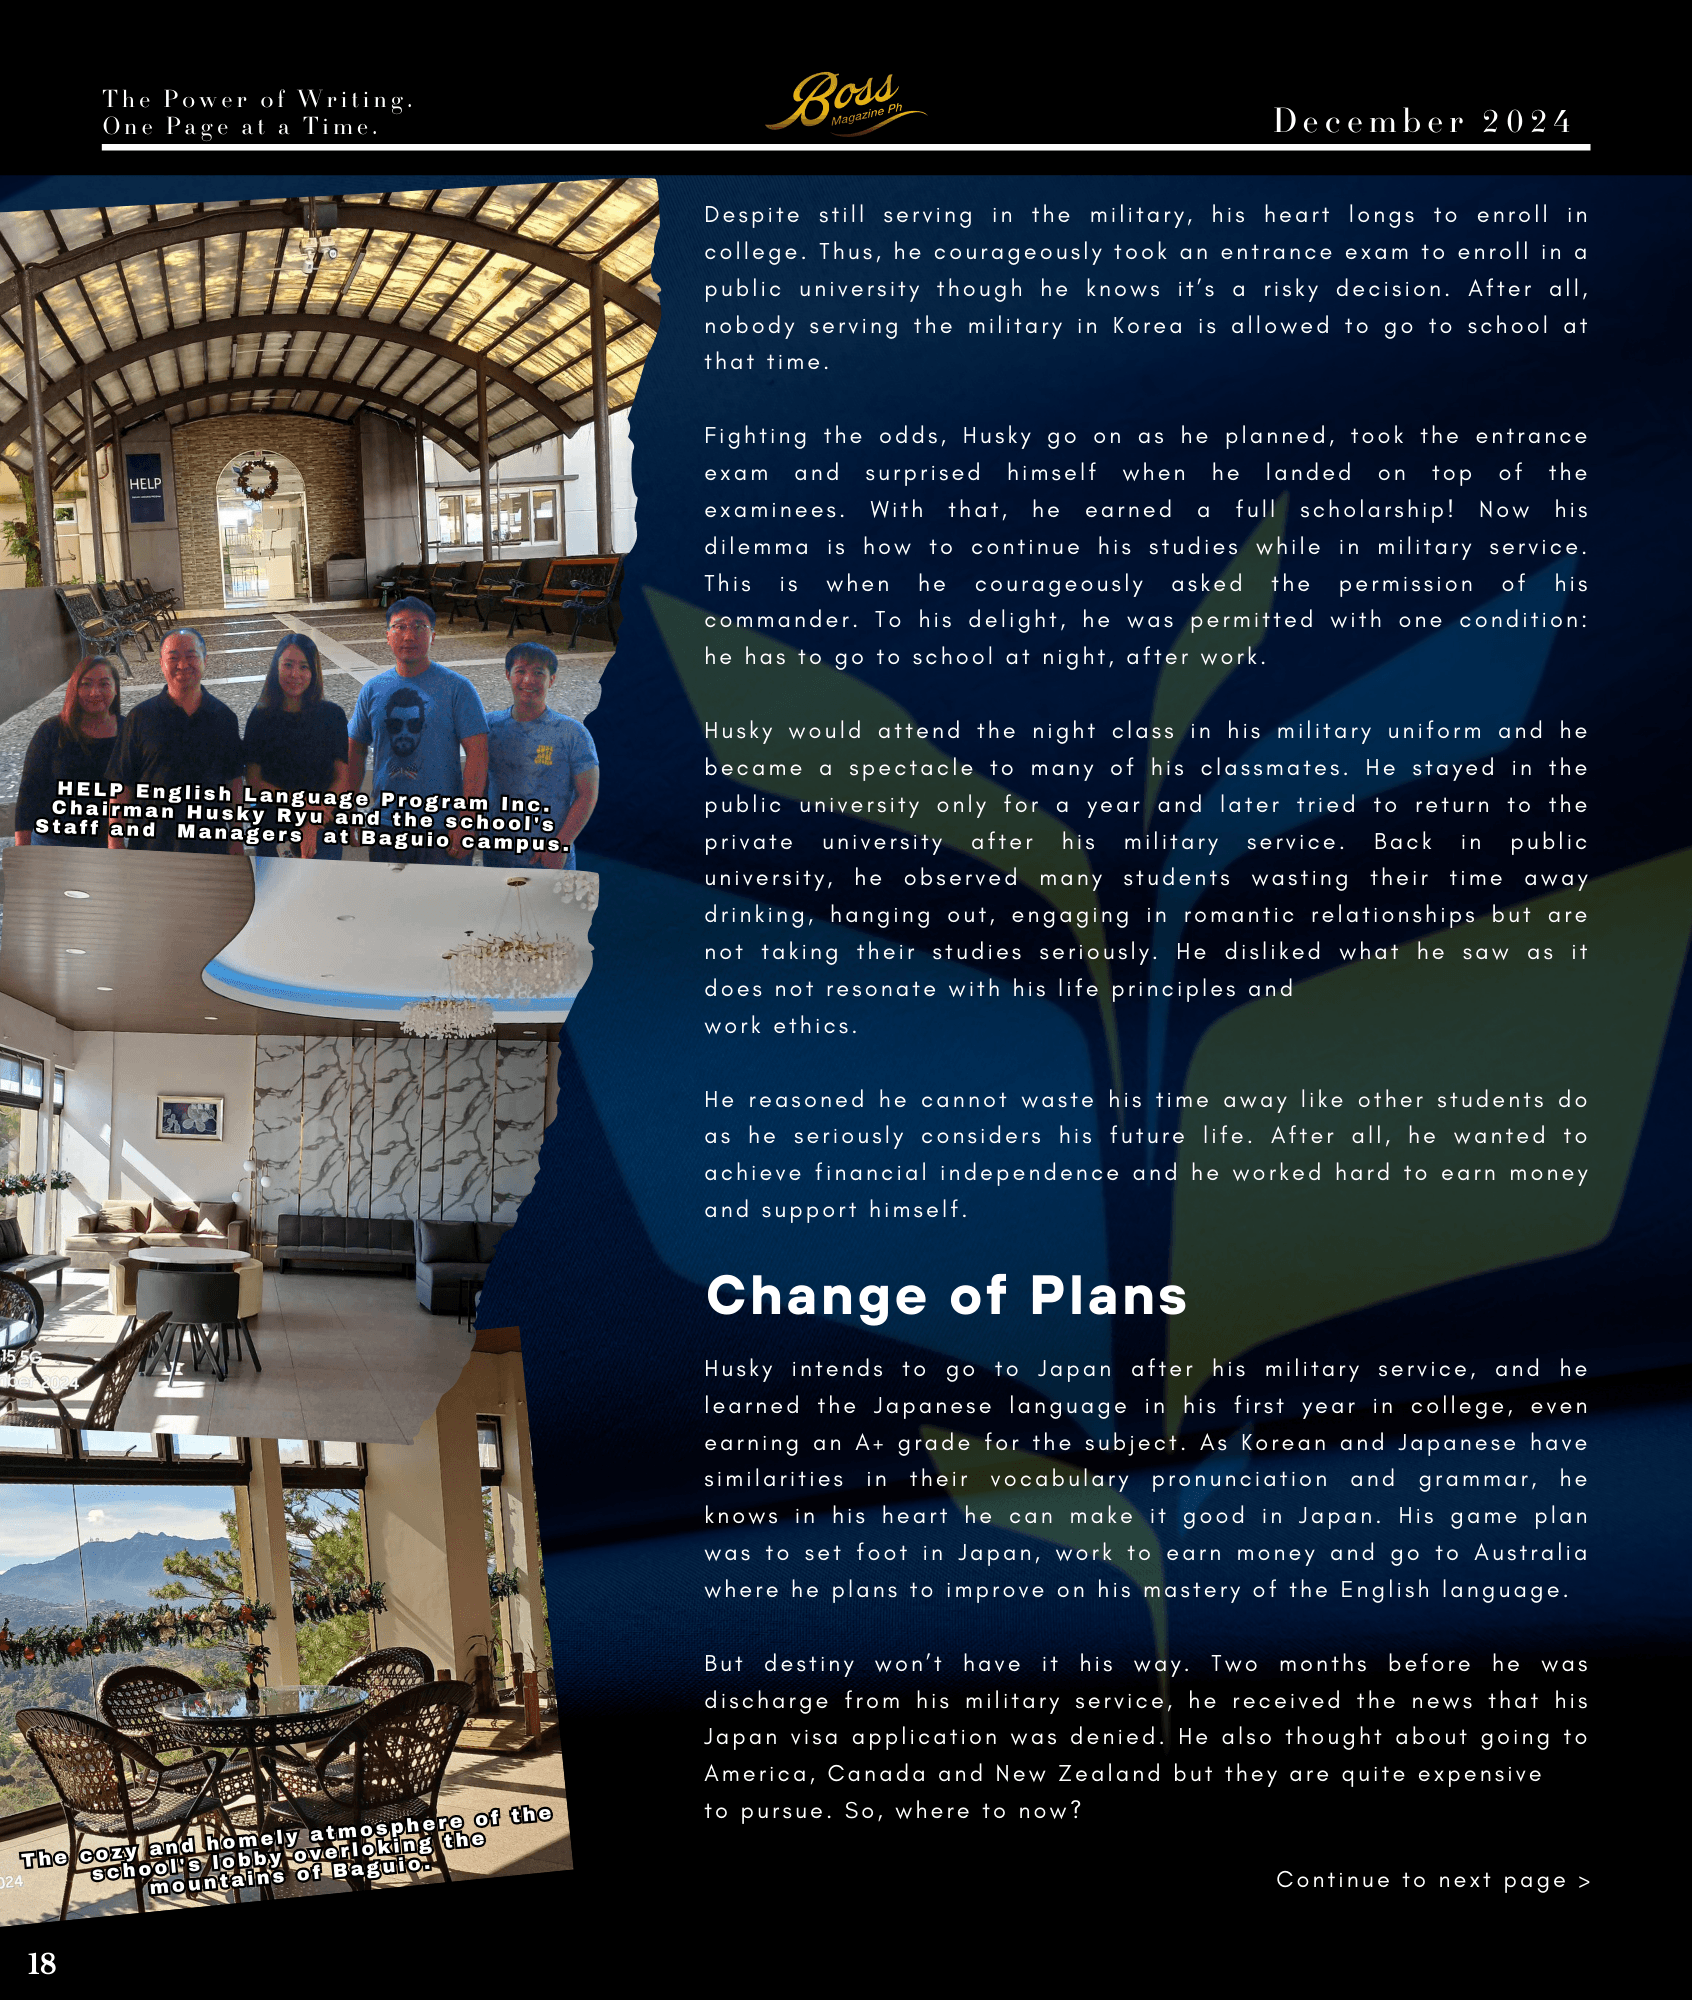 The Power of Writing.
One Page at a Time.
Boss
Magazine Ph
December 2024
HELP
HELP English Language Program Inc.
Chairman Husky Ryu and the school's
Staff and Managers at Baguio campus.
15 5G
2024
The cozy and homely atmosphere of the
school's lobby overloking the
mountains of Baguio.
024
Despite still serving in the military, his heart longs to enroll in
college. Thus, he courageously took an entrance exam to enroll in a
public university though he knows it's a risky decision. After all,
nobody serving the military in Korea is allowed to go to school at
that time.
Fighting the odds, Husky go on as he planned, took the entrance
exam and surprised himself when he landed on top of the
examinees. With that, he earned a full scholarship! Now his
dilemma is how to continue his studies while in military service.
This is when he courageously asked the permission of his
commander. To his delight, he was permitted with one condition:
he has to go to school at night, after work.
Husky would attend the night class in his military uniform and he
became a spectacle to many of his classmates. He stayed in the
public university only for a year and later tried to return to the
private university after his military service. Back in public
university, he observed many students wasting their time away
drinking, hanging out, engaging in romantic relationships but are
not taking their studies seriously. He disliked what he saw as it
does not resonate with his life principles and
work ethics.
He reasoned he cannot waste his time away like other students do
as he seriously considers his future life. After all, he wanted to
achieve financial independence and he worked hard to earn money
and support himself.
Change of Plans
Husky intends to go to Japan after his military service, and he
learned the Japanese language in his first year in college, even
earning an A+ grade for the subject. As Korean and Japanese have
similarities in their vocabulary pronunciation and grammar, he
knows in his heart he can make it good in Japan. His game plan
was to set foot in Japan, work to earn money and go to Australia
where he plans to improve on his mastery of the English language.
But destiny won't have it his way. Two months before he was
discharge from his military service, he received the news that his
Japan visa application was denied. He also thought about going to
America, Canada and New Zealand but they are quite expensive
to pursue. So, where to now?
Continue to next page >
18